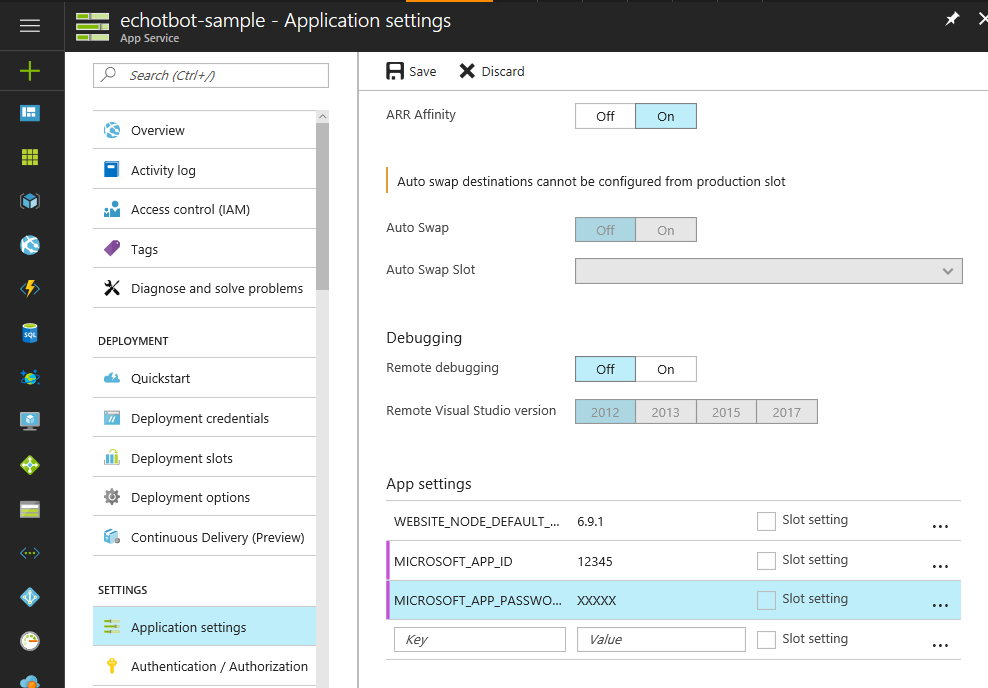 echotbot-sample - Application settings
App Service
Search (Ctrl+/)
Overview
Activity log
Access control (IAM)
Tags
Diagnose and solve problems
DEPLOYMENT
Quickstart
Deployment credentials
Deployment slots
Deployment options
Continuous Delivery (Preview)
SETTINGS
Application settings
Authentication / Authorization
Save Discard
ARR Affinity Off On
Auto swap destinations cannot be configured from production slot
Auto Swap Off On
Auto Swap Slot
Debugging
Remote debugging Off On
Remote Visual Studio version 2012 2013 2015 2017
App settings
WEBSITE_NODE_DEFAULT_... 6.9.1 Slot setting ...
MICROSOFT_APP_ID 12345 Slot setting ...
MICROSOFT_APP_PASSWO... XXXXX Slot setting ...
Key Value Slot setting ...